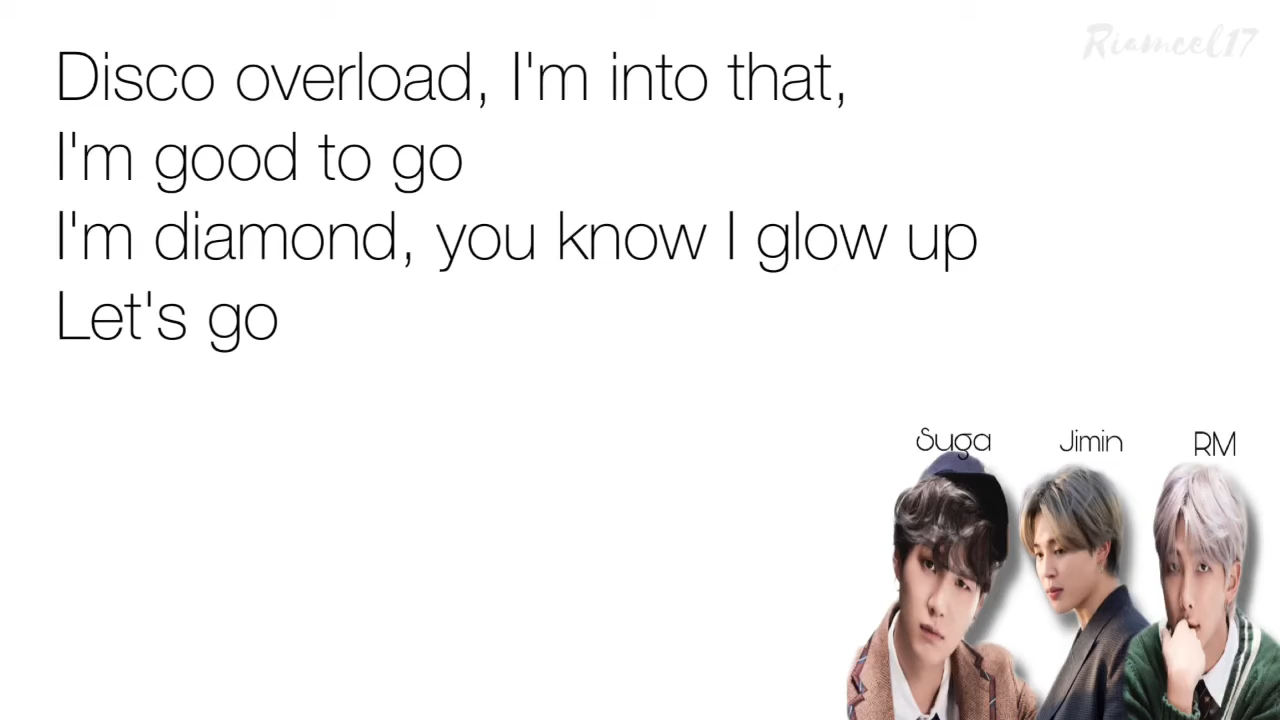 Riamcel17
Disco overload, I'm into that,
I'm good to go
I'm diamond, you know I glow up
Let's go
Suga Jimin RM